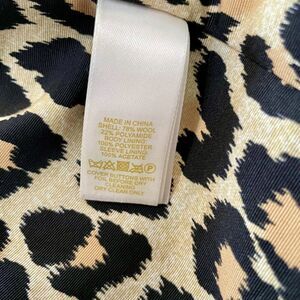 MADE IN CHINA
SHELL: 78% WOOL
22% POLYAMIDE
BODY LINING:
100% POLYESTER
SLEEVE LINING:
100% ACETATE
P
COVER BUTTONS WITH
FOIL BEFORE DRY
CLEANING
DRY CLEAN ONLY